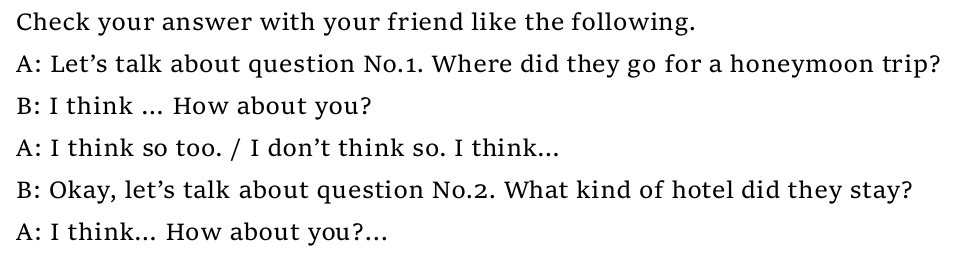 Check your answer with your friend like the following.
A: Let’s talk about question No.1. Where did they go for a honeymoon trip?
B: I think ... How about you?
A: I think so too. / I don’t think so. I think...
B: Okay, let’s talk about question No.2. What kind of hotel did they stay?
A: I think... How about you?...